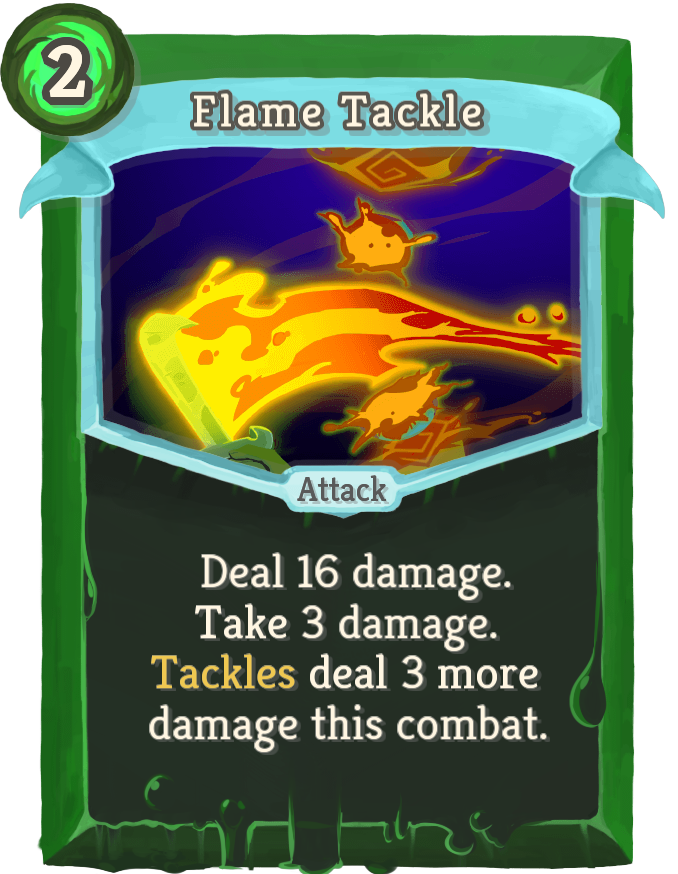 2
Flame Tackle
Attack
Deal 16 damage.
Take 3 damage.
Tackles deal 3 more
damage this combat.